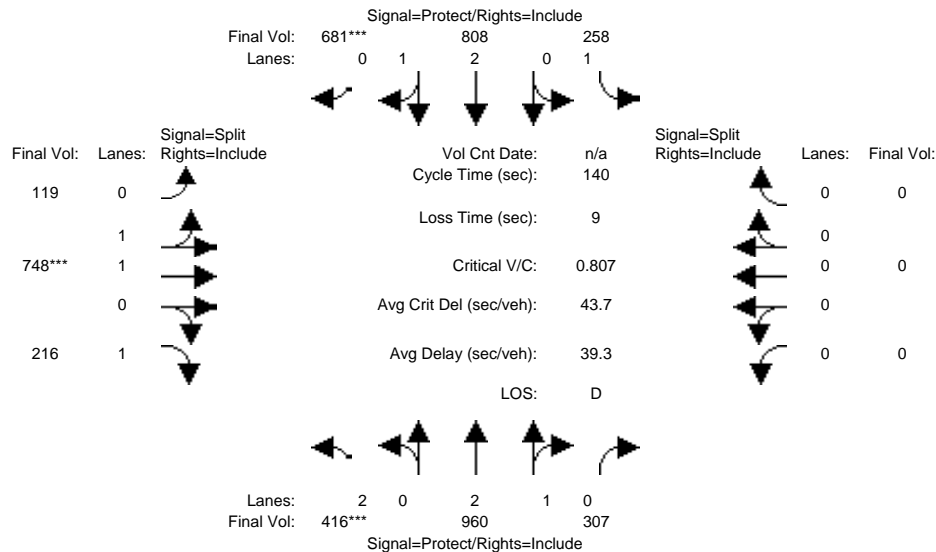 Signal=Protect/Rights=Include
Final Vol: 681*** 808 258
Lanes: 0 1 2 0 1
Signal=Split
Final Vol: Lanes: Rights=Include
Vol Cnt Date: n/a
Signal=Split
Rights=Include Lanes: Final Vol:
Cycle Time (sec): 140
119 0
0 0
Loss Time (sec): 9
1
0
748*** 1
Critical V/C: 0.807
0 0
0
Avg Crit Del (sec/veh): 43.7
0
216 1
Avg Delay (sec/veh): 39.3
0 0
LOS: D
Lanes: 2 0 2 1 0
Final Vol: 416*** 960 307
Signal=Protect/Rights=Include